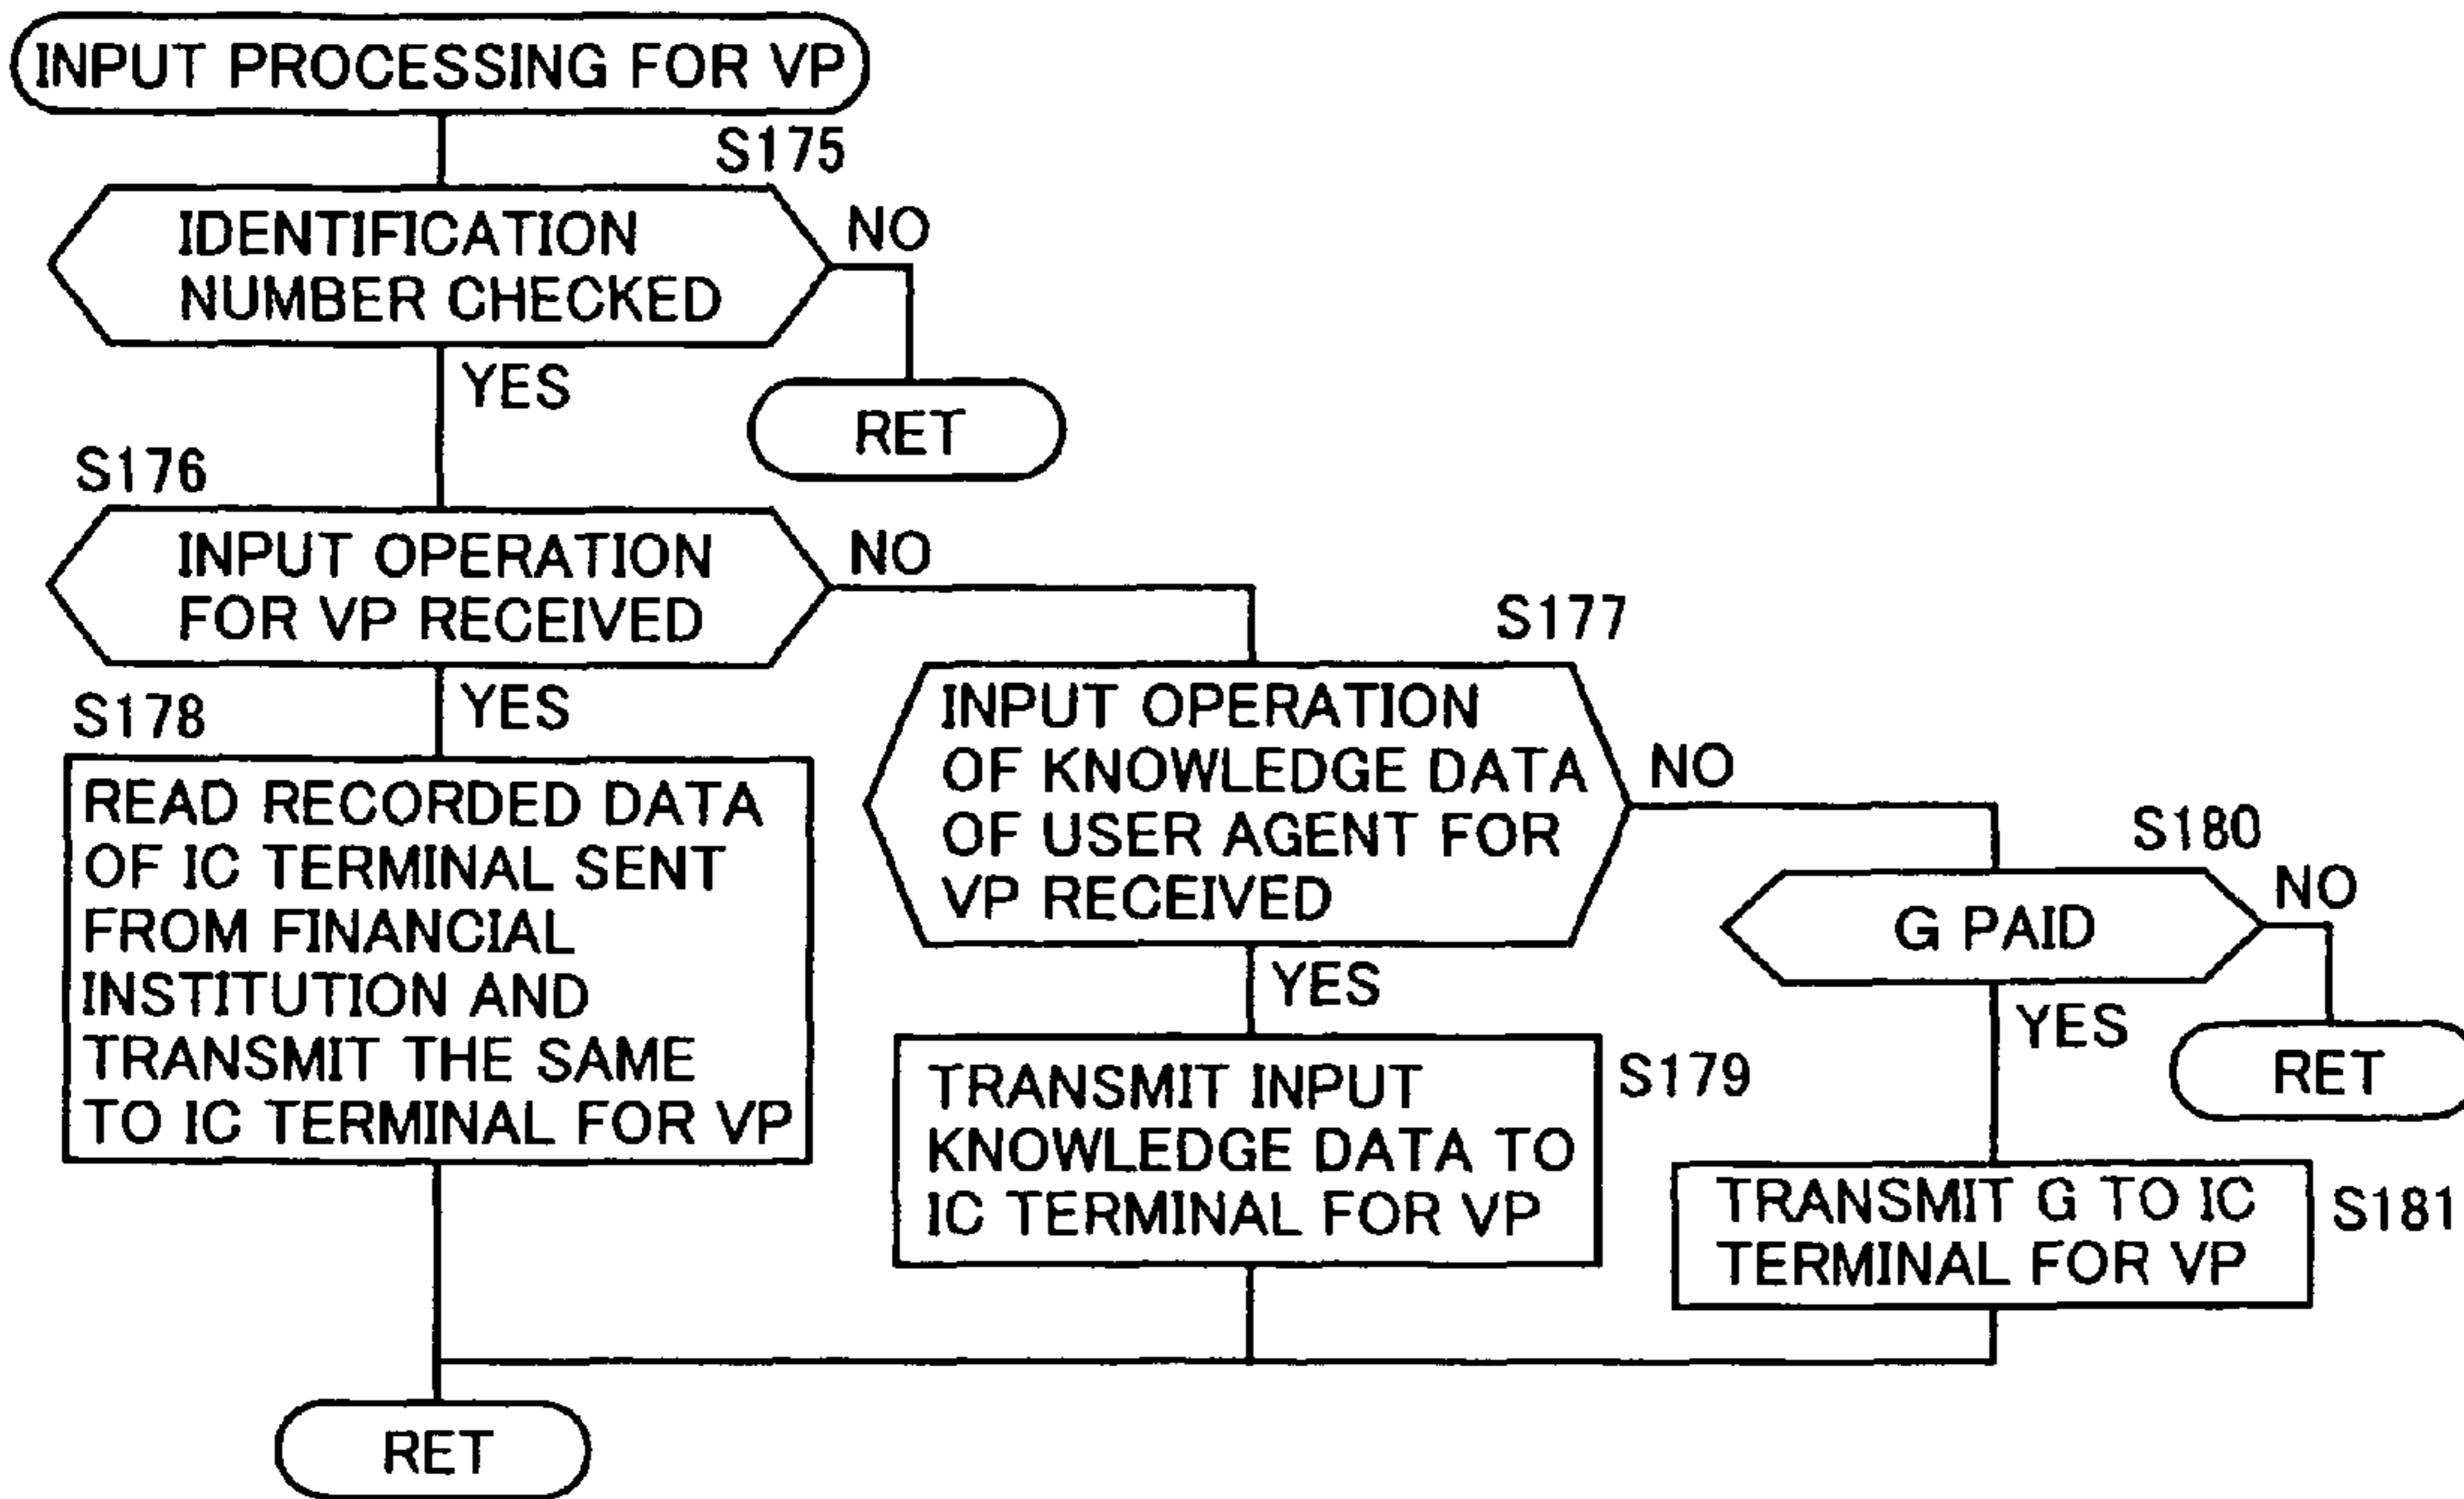 INPUT PROCESSING FOR VP
S175
IDENTIFICATION
NUMBER CHECKED
NO
YES
RET
S176
INPUT OPERATION
FOR VP RECEIVED
NO
YES
S177
INPUT OPERATION
OF KNOWLEDGE DATA
OF USER AGENT FOR
VP RECEIVED
NO
YES
S178
READ RECORDED DATA
OF IC TERMINAL SENT
FROM FINANCIAL
INSTITUTION AND
TRANSMIT THE SAME
TO IC TERMINAL FOR VP
S180
G PAID
NO
YES
RET
TRANSMIT INPUT
KNOWLEDGE DATA TO
IC TERMINAL FOR VP
S179
TRANSMIT G TO IC
TERMINAL FOR VP
S181
RET